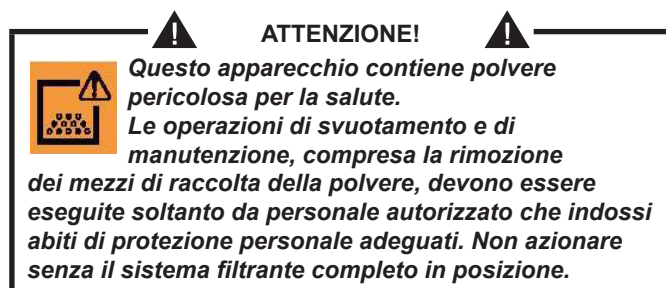 ATTENZIONE!
Questo apparecchio contiene polvere
pericolosa per la salute.
Le operazioni di svuotamento e di
manutenzione, compresa la rimozione
dei mezzi di raccolta della polvere, devono essere
eseguite soltanto da personale autorizzato che indossi
abiti di protezione personale adeguati. Non azionare
senza il sistema filtrante completo in posizione.